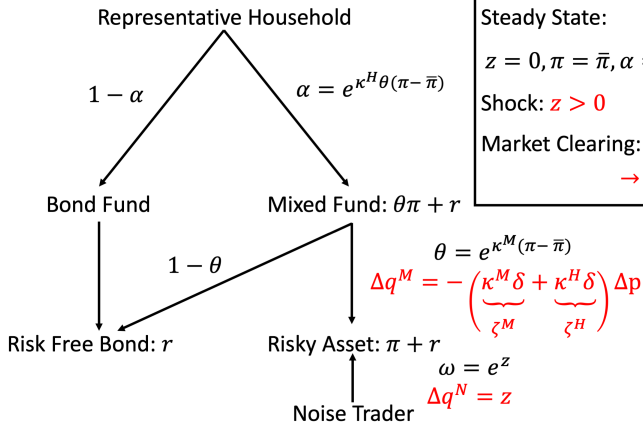 Representative Household
Steady State:
z = 0, π = π̄, α =
1 − α
α = e^{κ^H θ(π−π̄)}
Shock: z > 0
Market Clearing:
→
Bond Fund
Mixed Fund: θπ + r
1 − θ
θ = e^{κ^M (π−π̄)}
Δq^M = − (κ^M δ + κ^H δ) Δp
ζ^M ζ^H
Risk Free Bond: r
Risky Asset: π + r
ω = e^z
Δq^N = z
Noise Trader